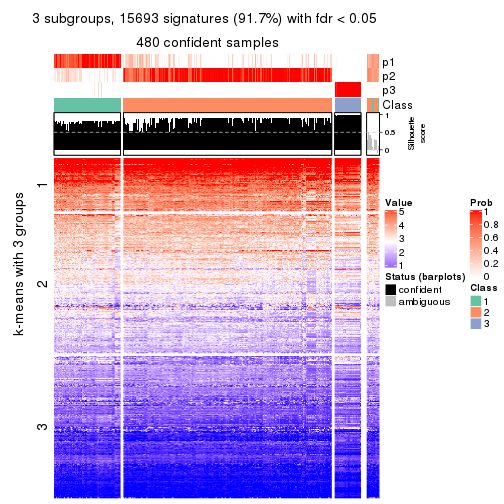 3 subgroups, 15693 signatures (91.7%) with fdr < 0.05
480 confident samples
p1
p2
p3
Class
1
0.5
0
Silhouette
score
k-means with 3 groups
1
2
3
Value
5
4
3
2
1
Status (barplots)
confident
ambiguous
Prob
1
0.8
0.6
0.4
0.2
0
Class
1
2
3